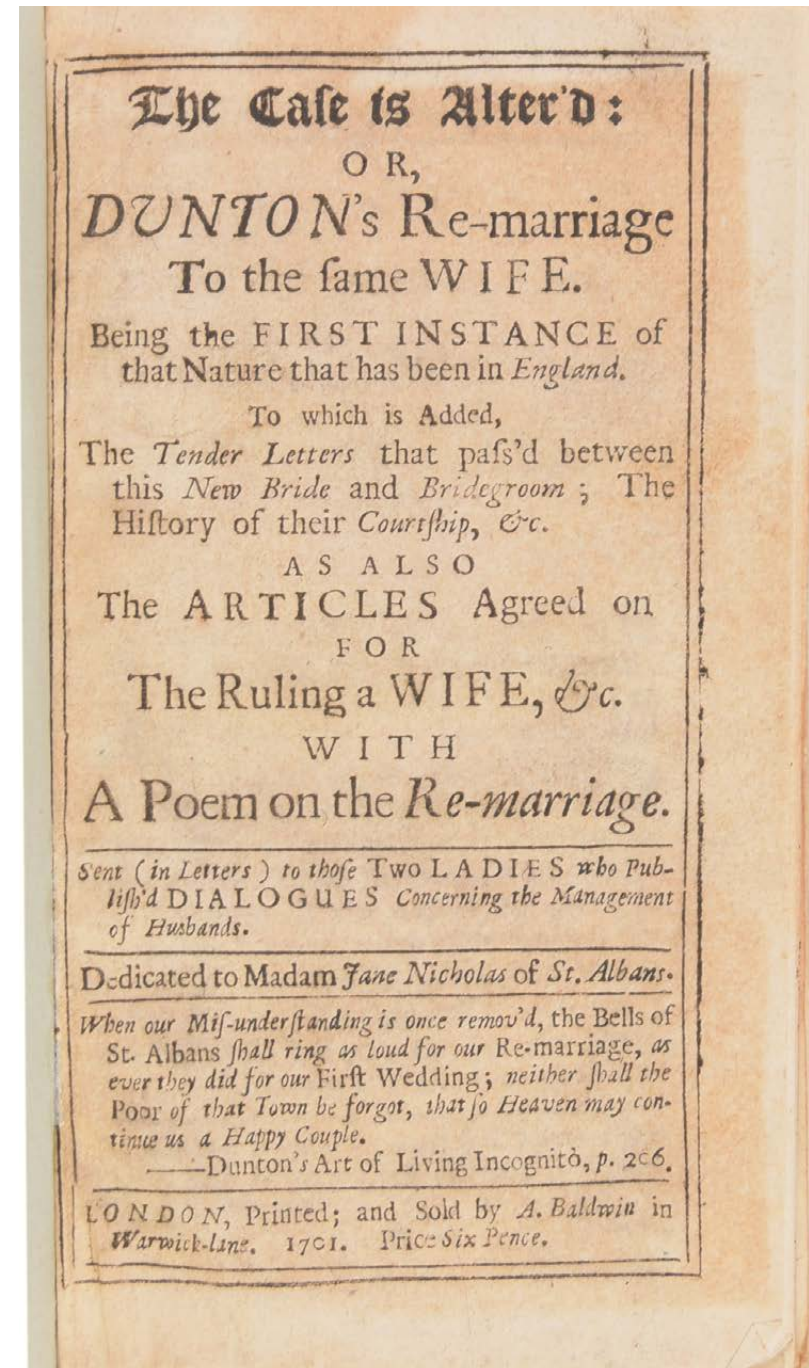 The Caſe is Alter'd:
OR,
DUNTON's Re-marriage
To the ſame WIFE.
Being the FIRST INSTANCE of
that Nature that has been in England.
To which is Added,
The Tender Letters that paſs'd between
this New Bride and Bridegroom; The
Hiſtory of their Courtſhip, &c.
AS ALSO
The ARTICLES Agreed on
FOR
The Ruling a WIFE, &c.
WITH
A Poem on the Re-marriage.
Sent (in Letters) to thoſe Two LADIES who Pub-
liſh'd DIALOGUES Concerning the Management
of Husbands.
Dedicated to Madam Jane Nicholas of St. Albans.
When our Miſ-underſtanding is once remov'd, the Bells of
St. Albans ſhall ring as loud for our Re-marriage, as
ever they did for our Firſt Wedding; neither ſhall the
Poor of that Town be forgot, that ſo Heaven may con-
tinue us a Happy Couple.
——Dunton's Art of Living Incognitò, p. 206.
LONDON, Printed; and Sold by A. Baldwin in
Warwick-lane. 1701. Price Six Pence.